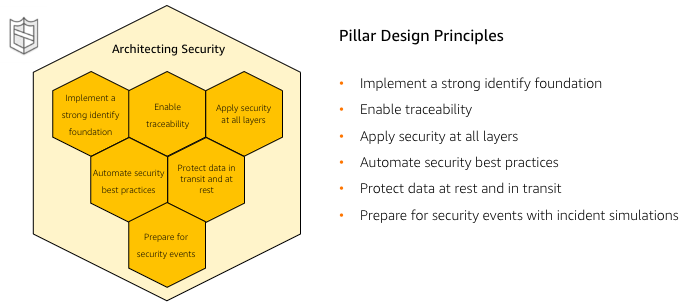 Architecting Security
Implement a
strong identify
foundation
Enable
traceability
Apply security
at all layers
Automate security
best practices
Protect data in
transit and at
rest
Prepare for
security events
Pillar Design Principles
• Implement a strong identify foundation
• Enable traceability
• Apply security at all layers
• Automate security best practices
• Protect data at rest and in transit
• Prepare for security events with incident simulations